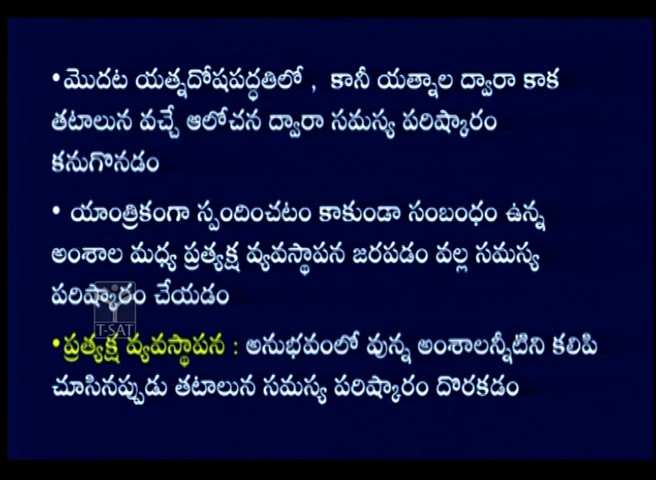 •మొదట యత్నదోషపద్ధతిలో , కానీ యత్నాల ద్వారా కాక
తటాలున వచ్చే ఆలోచన ద్వారా సమస్య పరిష్కారం
కనుగొనడం
• యాంత్రికంగా స్పందించటం కాకుండా సంబంధం ఉన్న
అంశాల మధ్య ప్రత్యక్ష వ్యవస్థాపన జరపడం వల్ల సమస్య
పరిష్కారం చేయడం
T-SAT
•ప్రత్యక్ష వ్యవస్థాపన : అనుభవంలో వున్న అంశాలన్నీటిని కలిపి
చూసినప్పుడు తటాలున సమస్య పరిష్కారం దొరకడం